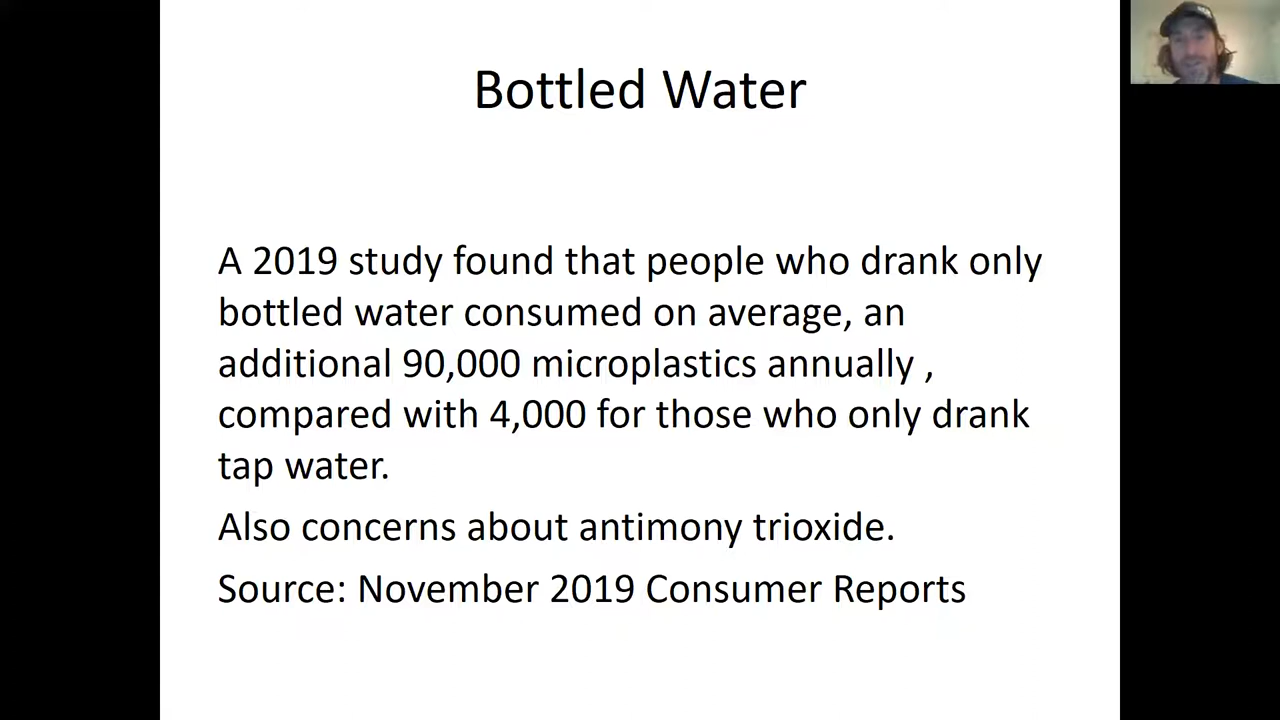 Bottled Water
A 2019 study found that people who drank only
bottled water consumed on average, an
additional 90,000 microplastics annually ,
compared with 4,000 for those who only drank
tap water.
Also concerns about antimony trioxide.
Source: November 2019 Consumer Reports